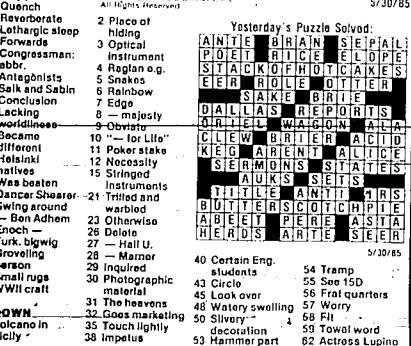 All Rights Reserved
5/30/85
Quench
Reverberate
Lethargic sleep
Forwards
Congressman:
abbr.
Antagonists
Salk and Sabin
Conclusion
Lacking
worldliness
Became
different
Helsinki
natives
Was beaten
Dancer Shearer
Swing around
— Ben Adhem
Enoch —
Turk. bigwig
Groveling
person
Small rugs
WWII craft
DOWN
Volcano in
Sicily
2 Place of
hiding
3 Optical
instrument
4 Raglan e.g.
5 Snakes
6 Rainbow
7 Edge
8 — majesty
9 Obviate
10 "— for Life"
11 Poker stake
12 Necessity
15 Stringed
Instruments
21 Trilled and
warbled
23 Otherwise
26 Delete
27 — Hall U.
28 — Marner
29 Inquired
30 Photographic
material
31 The heavens
32 Goes marketing
35 Touch lightly
38 Impetus
Yesterday's Puzzle Solved:
ANTE BRAN SEPAL
POET RICE ELOPE
STACKOFHOTCAKES
EER ROLE OTTER
SAKE BRIE
DALLAS REPORTS
ORIEL WAGON ALA
CLEW BRIER ACID
KEG ARENT ALICE
SERMONS STATES
AUKS SETS
TITLE ANTI MRS
BUTTERSCOTCHPIE
ABEET PERE ASTA
HERDS ARTE SEER
5/30/85
40 Certain Eng.
students
43 Circle
45 Look over
48 Watery swelling
50 Silvery
decoration
53 Hammer part
54 Tramp
55 See 15D
56 Frat quarters
57 Worry
58 Fit
59 Towel word
62 Actress Lupino